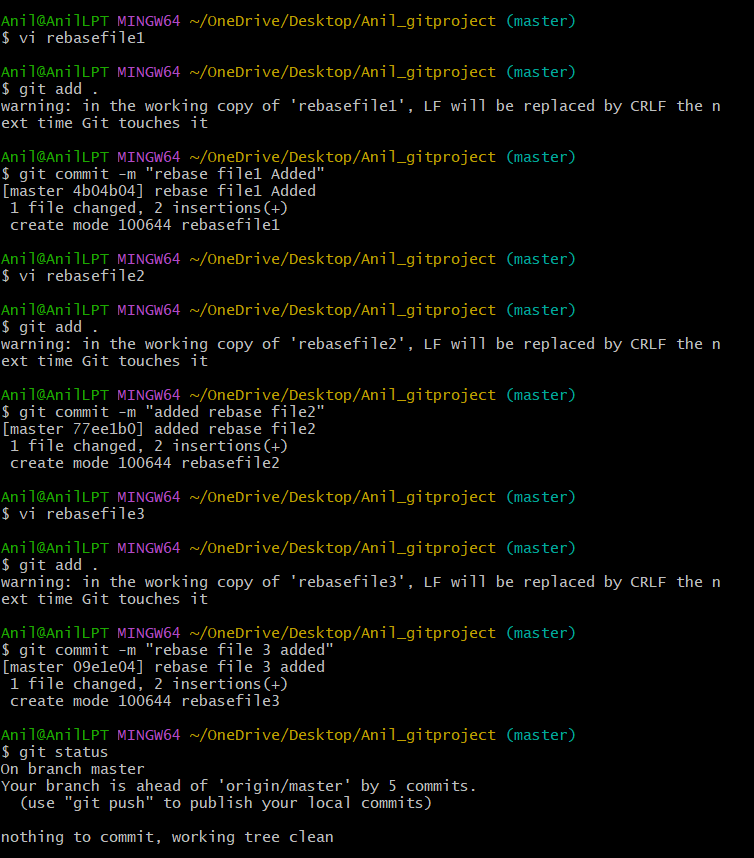 Anil@AnilLPT MINGW64 ~/OneDrive/Desktop/Anil_gitproject (master)
$ vi rebasefile1
Anil@AnilLPT MINGW64 ~/OneDrive/Desktop/Anil_gitproject (master)
$ git add .
warning: in the working copy of 'rebasefile1', LF will be replaced by CRLF the n
ext time Git touches it
Anil@AnilLPT MINGW64 ~/OneDrive/Desktop/Anil_gitproject (master)
$ git commit -m "rebase file1 Added"
[master 4b04b04] rebase file1 Added
 1 file changed, 2 insertions(+)
 create mode 100644 rebasefile1
Anil@AnilLPT MINGW64 ~/OneDrive/Desktop/Anil_gitproject (master)
$ vi rebasefile2
Anil@AnilLPT MINGW64 ~/OneDrive/Desktop/Anil_gitproject (master)
$ git add .
warning: in the working copy of 'rebasefile2', LF will be replaced by CRLF the n
ext time Git touches it
Anil@AnilLPT MINGW64 ~/OneDrive/Desktop/Anil_gitproject (master)
$ git commit -m "added rebase file2"
[master 77ee1b0] added rebase file2
 1 file changed, 2 insertions(+)
 create mode 100644 rebasefile2
Anil@AnilLPT MINGW64 ~/OneDrive/Desktop/Anil_gitproject (master)
$ vi rebasefile3
Anil@AnilLPT MINGW64 ~/OneDrive/Desktop/Anil_gitproject (master)
$ git add .
warning: in the working copy of 'rebasefile3', LF will be replaced by CRLF the n
ext time Git touches it
Anil@AnilLPT MINGW64 ~/OneDrive/Desktop/Anil_gitproject (master)
$ git commit -m "rebase file 3 added"
[master 09e1e04] rebase file 3 added
 1 file changed, 2 insertions(+)
 create mode 100644 rebasefile3
Anil@AnilLPT MINGW64 ~/OneDrive/Desktop/Anil_gitproject (master)
$ git status
On branch master
Your branch is ahead of 'origin/master' by 5 commits.
  (use "git push" to publish your local commits)
nothing to commit, working tree clean